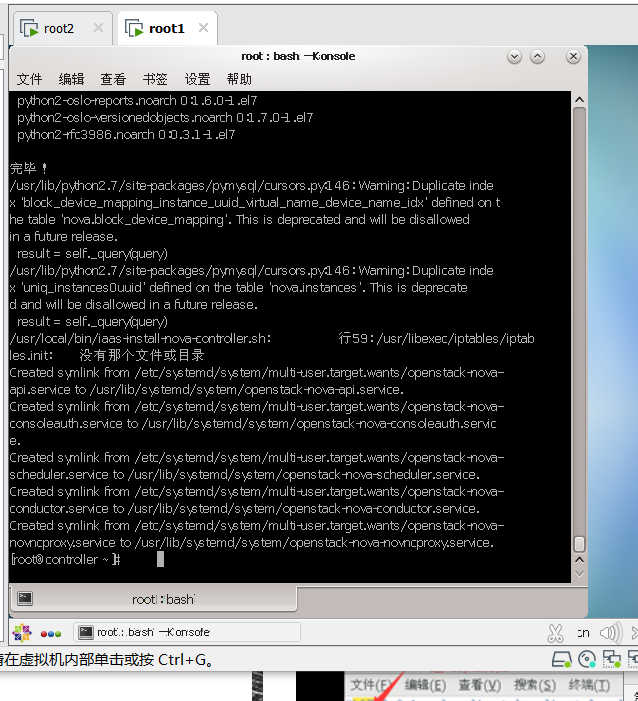 root2
root1
root : bash — Konsole
文件 编辑 查看 书签 设置 帮助
python2-oslo-reports.noarch 0:1.6.0-1.el7
python2-oslo-versionedobjects.noarch 0:1.7.0-1.el7
python2-rfc3986.noarch 0:0.3.1-1.el7
完毕！
/usr/lib/python2.7/site-packages/pymysql/cursors.py:146: Warning: Duplicate inde
x 'block_device_mapping_instance_uuid_virtual_name_device_name_idx' defined on t
he table 'nova.block_device_mapping'. This is deprecated and will be disallowed
in a future release.
result = self._query(query)
/usr/lib/python2.7/site-packages/pymysql/cursors.py:146: Warning: Duplicate inde
x 'uniq_instances0uuid' defined on the table 'nova.instances'. This is deprecate
d and will be disallowed in a future release.
result = self._query(query)
/usr/local/bin/iaas-install-nova-controller.sh: 行59: /usr/libexec/iptables/iptab
les.init: 没有那个文件或目录
Created symlink from /etc/systemd/system/multi-user.target.wants/openstack-nova-
api.service to /usr/lib/systemd/system/openstack-nova-api.service.
Created symlink from /etc/systemd/system/multi-user.target.wants/openstack-nova-
consoleauth.service to /usr/lib/systemd/system/openstack-nova-consoleauth.servic
e.
Created symlink from /etc/systemd/system/multi-user.target.wants/openstack-nova-
scheduler.service to /usr/lib/systemd/system/openstack-nova-scheduler.service.
Created symlink from /etc/systemd/system/multi-user.target.wants/openstack-nova-
conductor.service to /usr/lib/systemd/system/openstack-nova-conductor.service.
Created symlink from /etc/systemd/system/multi-user.target.wants/openstack-nova-
novncproxy.service to /usr/lib/systemd/system/openstack-nova-novncproxy.service.
[root@controller ~]#
root : bash
root : bash — Konsole
cn
请在虚拟机内部单击或按 Ctrl+G。
文件(F) 编辑(E) 查看(V) 搜索(S) 终端(T)